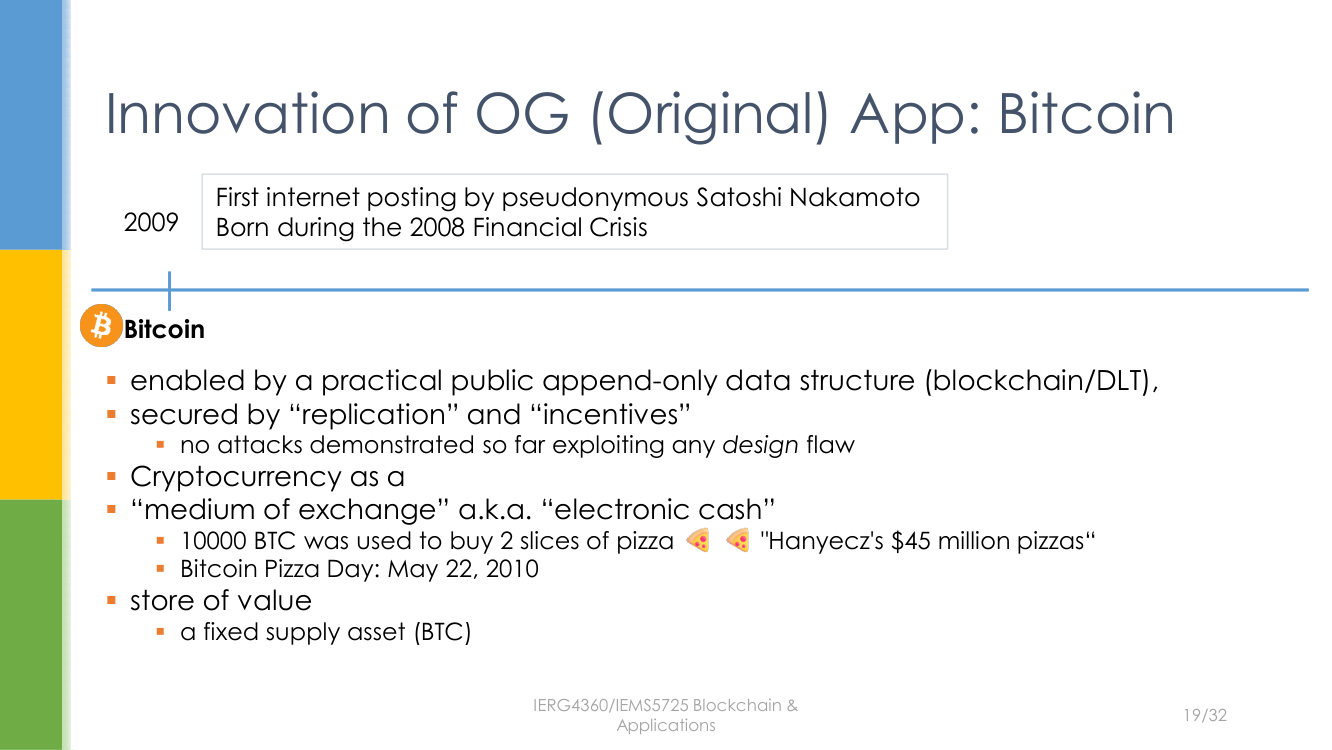 Innovation of OG (Original) App: Bitcoin
2009
First internet posting by pseudonymous Satoshi Nakamoto
Born during the 2008 Financial Crisis
Bitcoin
▪ enabled by a practical public append-only data structure (blockchain/DLT),
▪ secured by “replication” and “incentives”
▪ no attacks demonstrated so far exploiting any design flaw
▪ Cryptocurrency as a
▪ “medium of exchange” a.k.a. “electronic cash”
▪ 10000 BTC was used to buy 2 slices of pizza 🍕 🍕 "Hanyecz's $45 million pizzas“
▪ Bitcoin Pizza Day: May 22, 2010
▪ store of value
▪ a fixed supply asset (BTC)
IERG4360/IEMS5725 Blockchain &
Applications
19/32